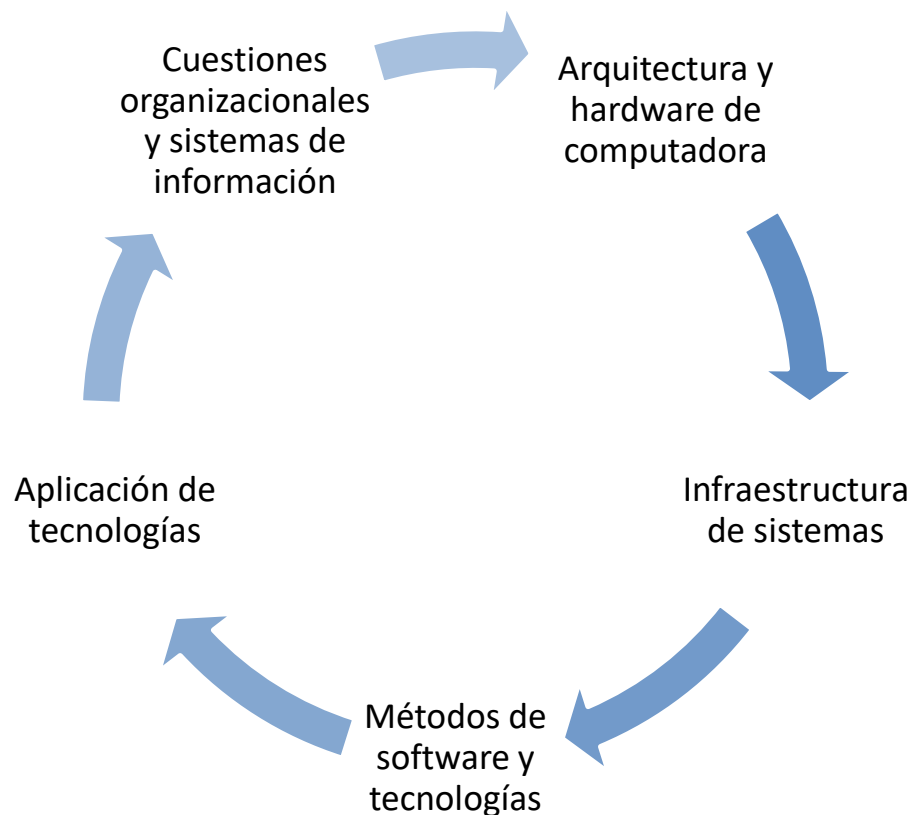 Cuestiones
organizacionales
y sistemas de
información
Arquitectura y
hardware de
computadora
Infraestructura
de sistemas
Métodos de
software y
tecnologías
Aplicación de
tecnologías